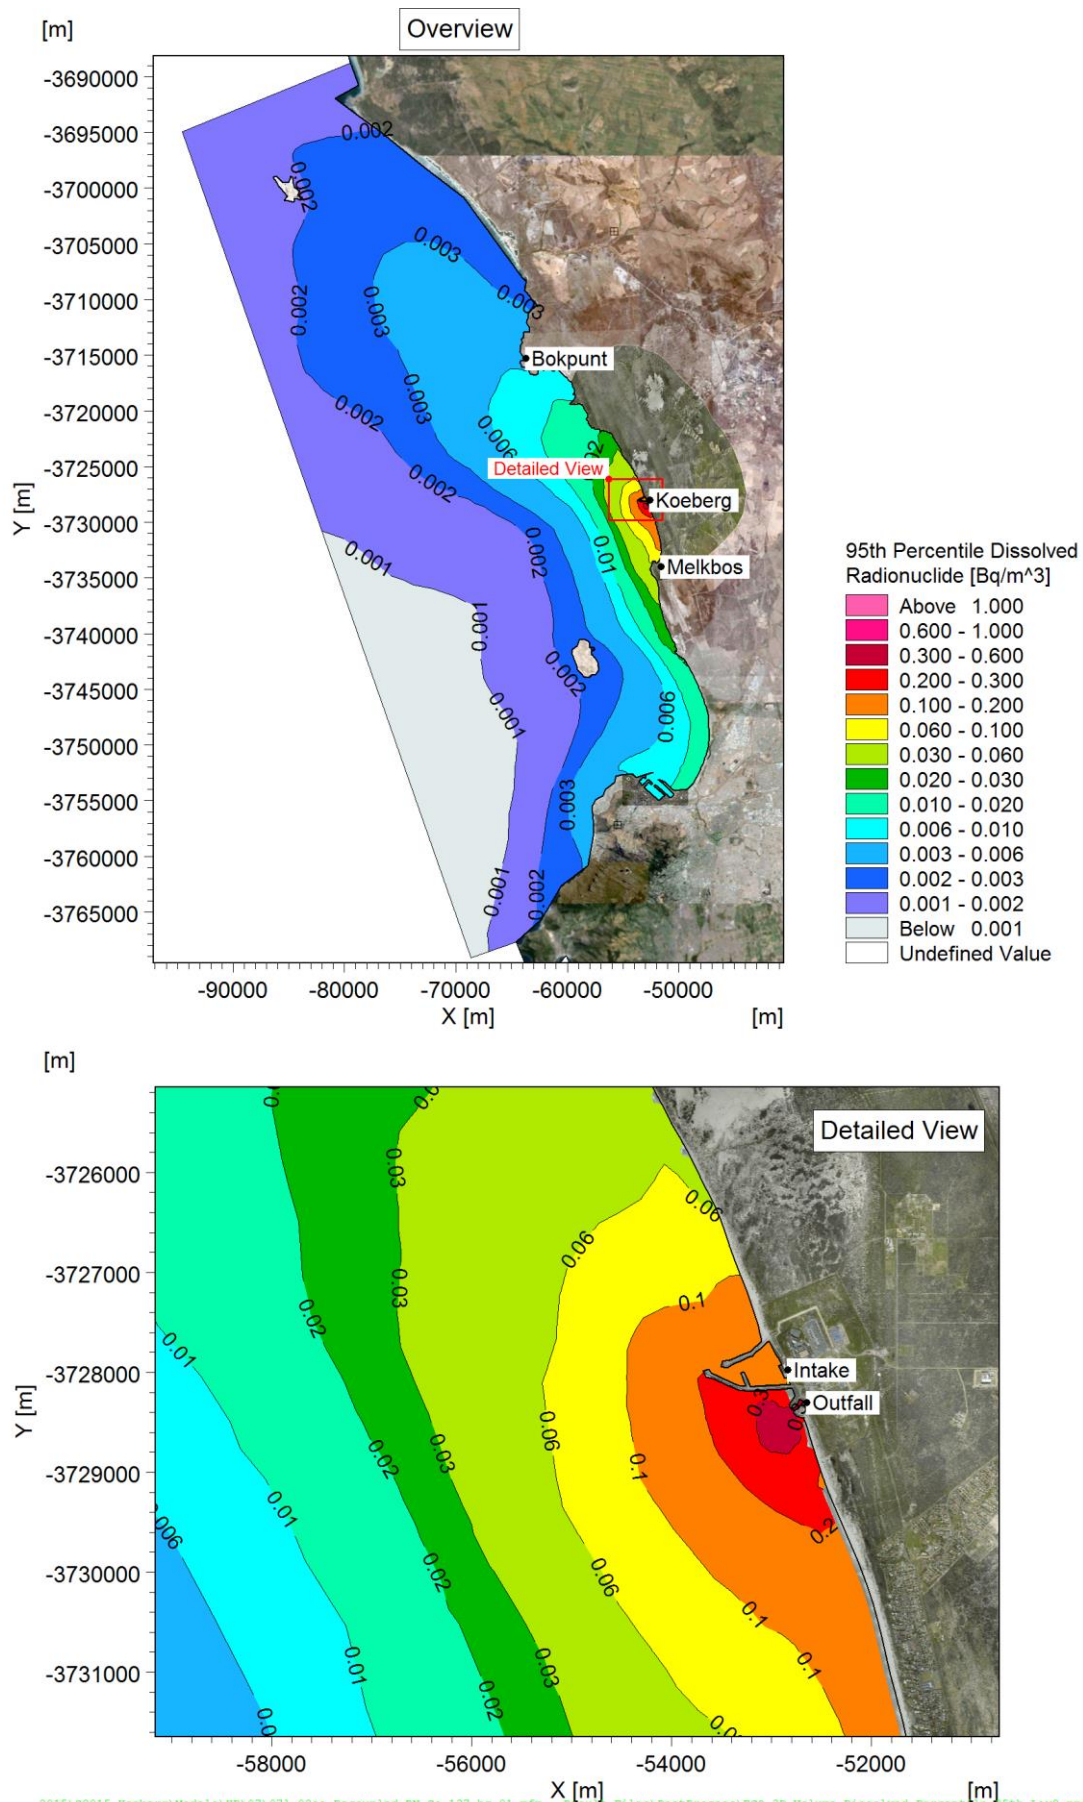 [m]
Overview
-3690000
-3695000
-3700000
-3705000
-3710000
-3715000
-3720000
-3725000
-3730000
-3735000
-3740000
-3745000
-3750000
-3755000
-3760000
-3765000
Y [m]
0.002
0.002
0.003
0.003
0.002
0.003
Bokpunt
0.003
0.002
0.006
Detailed View
0.002
Koeberg
0.002
0.01
0.001
Melkbos
0.001
0.002
0.001
0.006
0.003
0.001
0.002
-90000 -80000 -70000 -60000 -50000
X [m] [m]
95th Percentile Dissolved
Radionuclide [Bq/m^3]
Above 1.000
0.600 - 1.000
0.300 - 0.600
0.200 - 0.300
0.100 - 0.200
0.060 - 0.100
0.030 - 0.060
0.020 - 0.030
0.010 - 0.020
0.006 - 0.010
0.003 - 0.006
0.002 - 0.003
0.001 - 0.002
Below 0.001
Undefined Value
[m]
Detailed View
-3726000
-3727000
-3728000
-3729000
-3730000
-3731000
Y [m]
0.03
0.06
0.06
0.03
0.02
0.1
0.01
Intake
0.3
Outfall
0.06
0.03
0.02
0.1
0.01
0.2
0.006
0.02
0.06
0.1
0.01
0.03
0.02
0.1
-58000 -56000 -54000 -52000
X [m] [m]